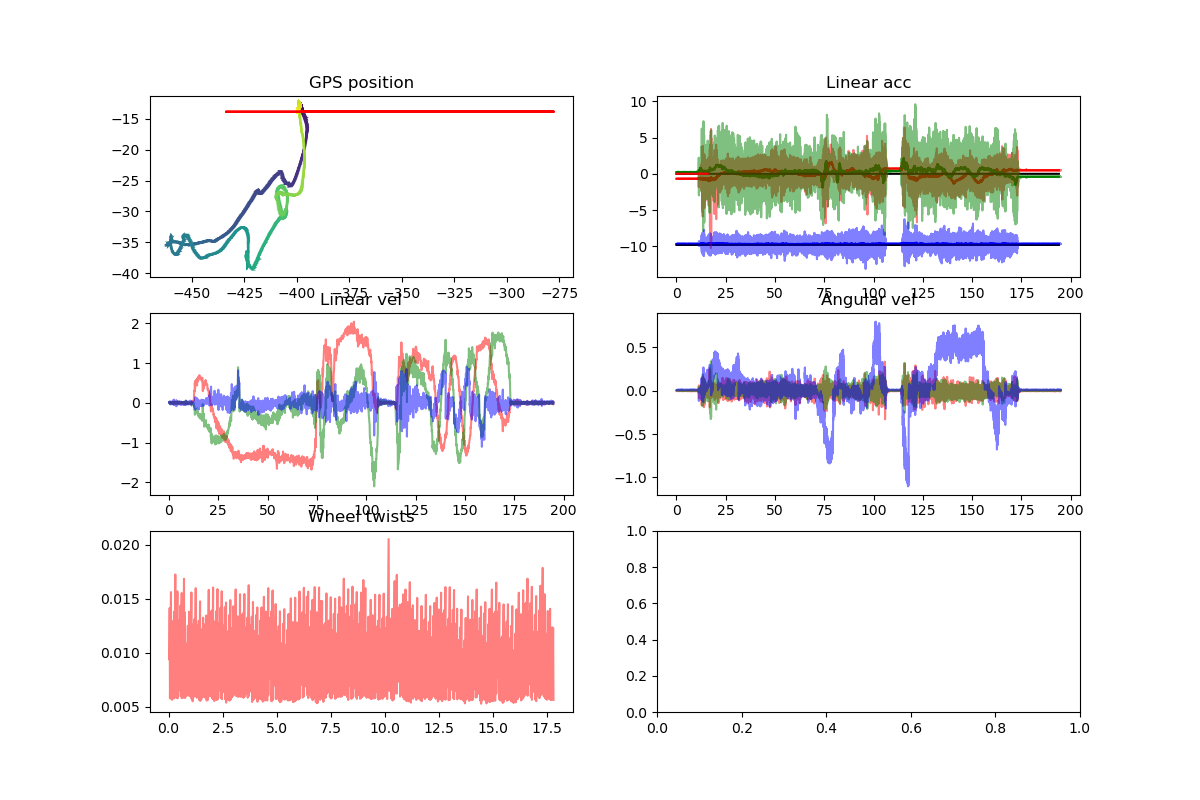 GPS position
−15
−20
−25
−30
−35
−40
−450 −425 −400 −375 −350 −325 −300 −275
Linear acc
10
5
0
−5
−10
0 25 50 75 100 125 150 175 200
Linear vel
2
1
0
−1
−2
0 25 50 75 100 125 150 175 200
Angular vel
0.5
0.0
−0.5
−1.0
0 25 50 75 100 125 150 175 200
Wheel twists
0.020
0.015
0.010
0.005
0.0 2.5 5.0 7.5 10.0 12.5 15.0 17.5
1.0
0.8
0.6
0.4
0.2
0.0
0.0 0.2 0.4 0.6 0.8 1.0